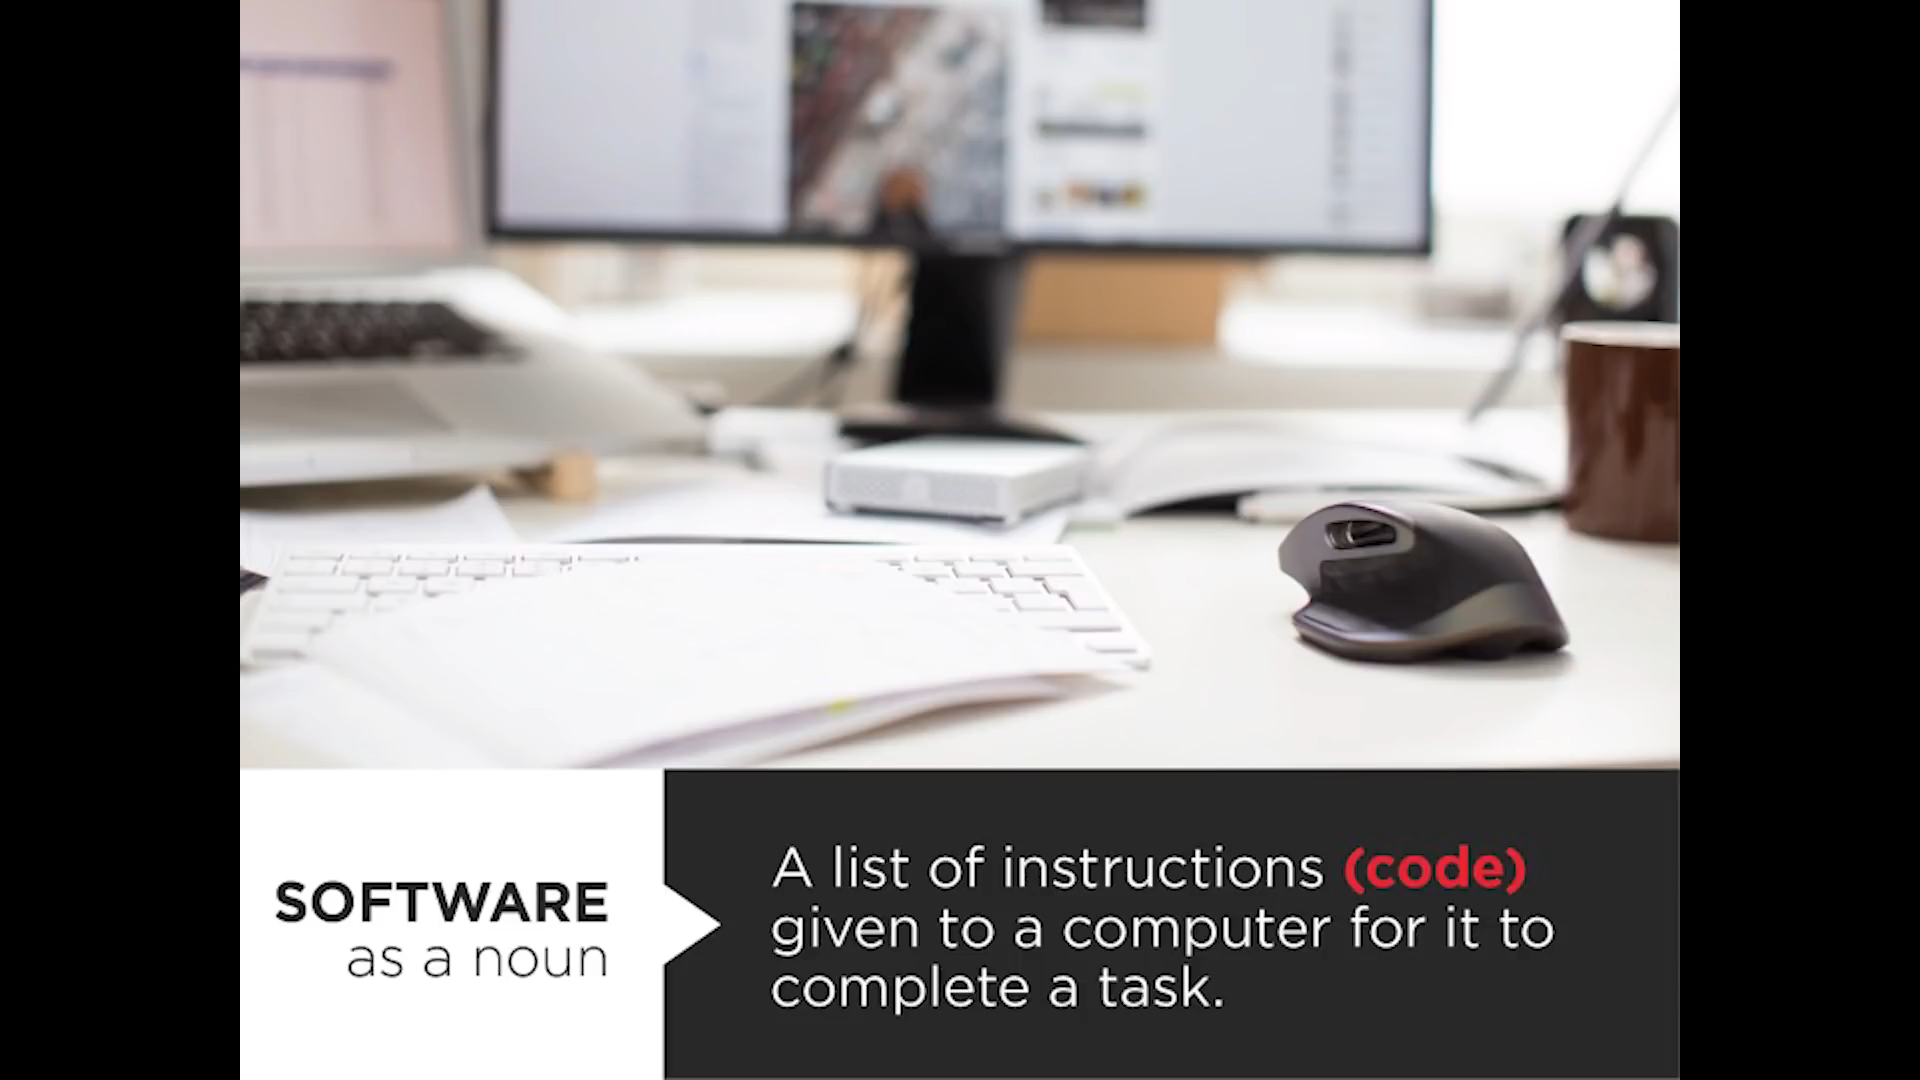 SOFTWARE
as a noun
A list of instructions (code)
given to a computer for it to
complete a task.